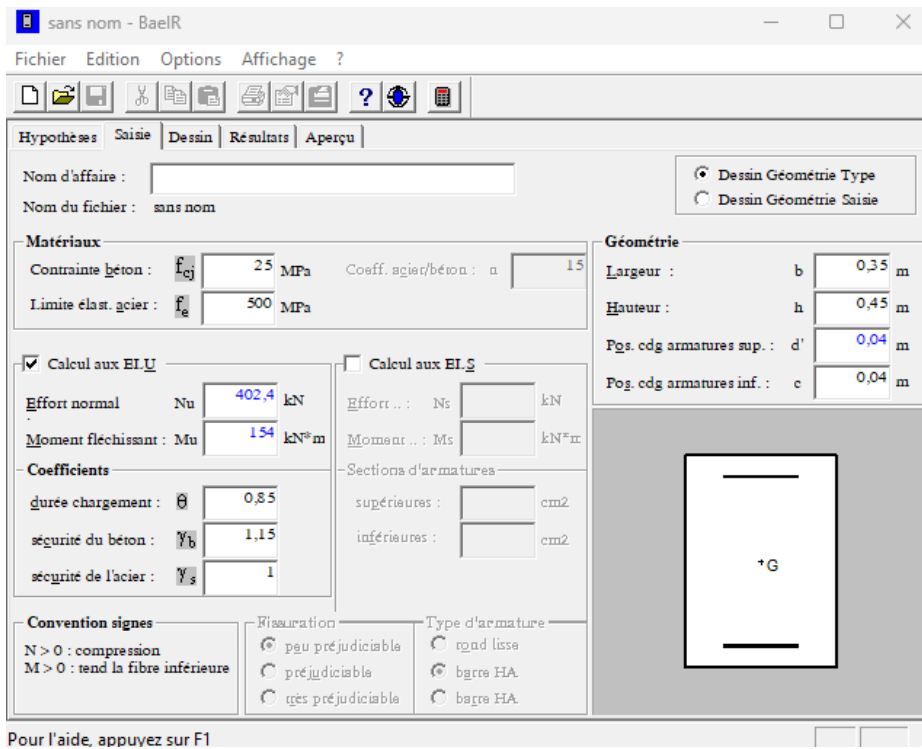 sans nom - BaelR
Fichier Edition Options Affichage ?
Hypothèses Saisie Dessin Résultats Aperçu
Nom d'affaire :
Nom du fichier : sans nom
Dessin Géométrie Type
Dessin Géométrie Saisie
Matériaux
Contrainte béton : fcj 25 MPa Coeff. acier/béton : n 15
Limite élast. acier : fe 500 MPa
Géométrie
Largeur : b 0,35 m
Hauteur : h 0,45 m
Pos. cdg armatures sup. : d' 0,04 m
Pos. cdg armatures inf. : c 0,04 m
Calcul aux ELU
Effort normal Nu 402,4 kN
:
Moment fléchissant : Mu 154 kN*m
Coefficients
durée chargement : θ 0,85
sécurité du béton : γb 1,15
sécurité de l'acier : γs 1
Calcul aux ELS
Effort .. : Ns kN
Moment .. : Ms kN*m
Sections d'armatures
supérieures : cm2
inférieures : cm2
G
Convention signes
N > 0 : compression
M > 0 : tend la fibre inférieure
Fissuration
peu préjudiciable
préjudiciable
très préjudiciable
Type d'armature
rond lisse
barre HA
barre HA
Pour l'aide, appuyez sur F1